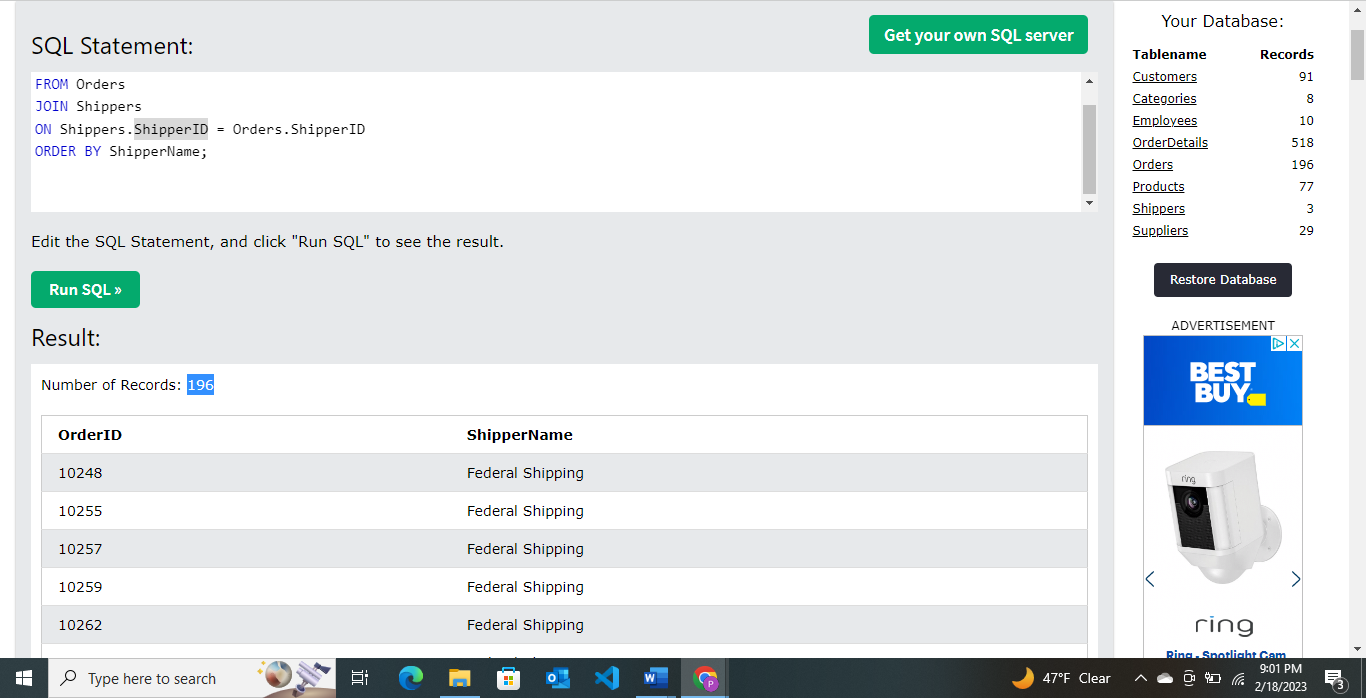 SQL Statement:
Get your own SQL server
FROM Orders
JOIN Shippers
ON Shippers.ShipperID = Orders.ShipperID
ORDER BY ShipperName;
Edit the SQL Statement, and click "Run SQL" to see the result.
Run SQL »
Result:
Number of Records: 196
OrderID ShipperName
10248 Federal Shipping
10255 Federal Shipping
10257 Federal Shipping
10259 Federal Shipping
10262 Federal Shipping
Your Database:
Tablename Records
Customers 91
Categories 8
Employees 10
OrderDetails 518
Orders 196
Products 77
Shippers 3
Suppliers 29
Restore Database
ADVERTISEMENT
BEST
BUY
ring
ring
Ring - Spotlight Cam
Type here to search
47°F Clear
9:01 PM
2/18/2023
3